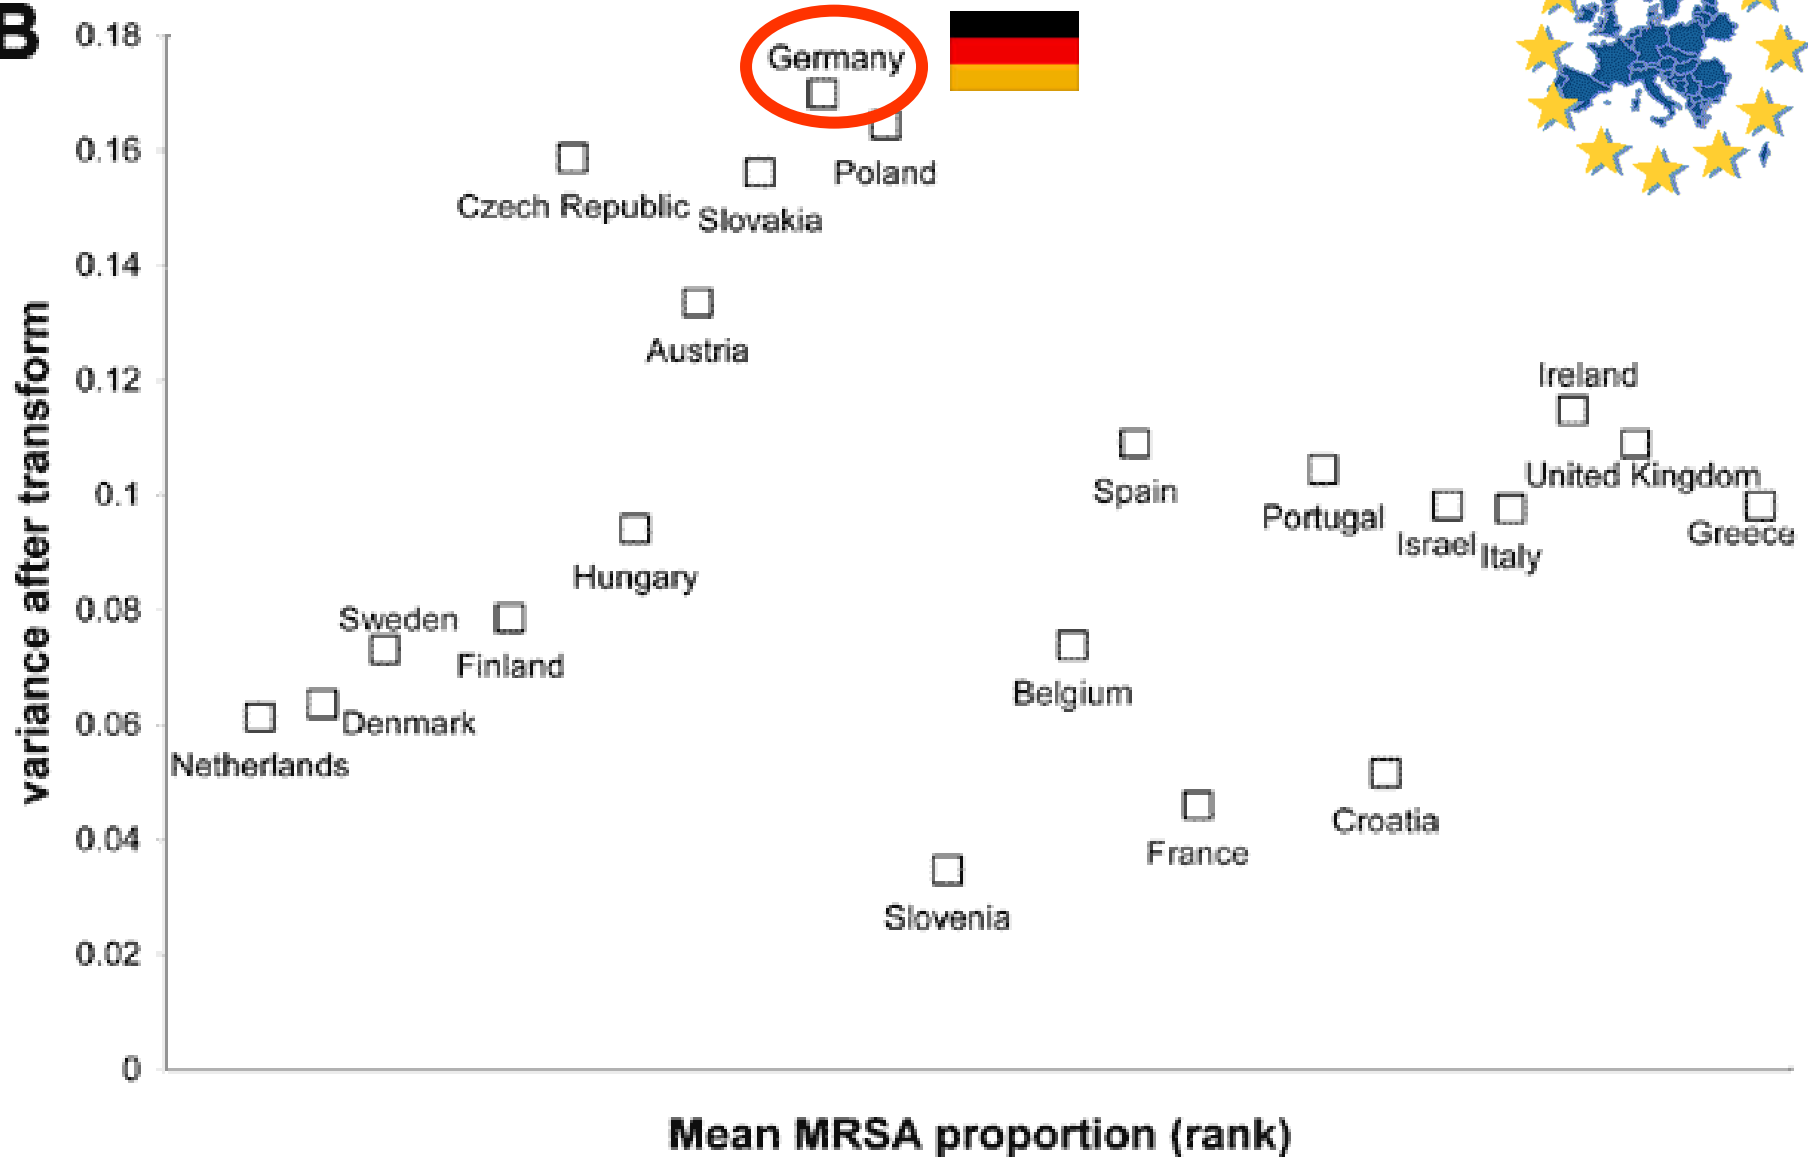 B
0.18
Germany
0.16
Poland
Czech Republic
Slovakia
0.14
Austria
0.12
Ireland
Spain
United Kingdom
0.1
Portugal
Israel
Italy
Greece
Hungary
0.08
Sweden
Finland
Belgium
0.06
Denmark
Netherlands
0.04
Croatia
France
Slovenia
0.02
0
variance after transform
Mean MRSA proportion (rank)